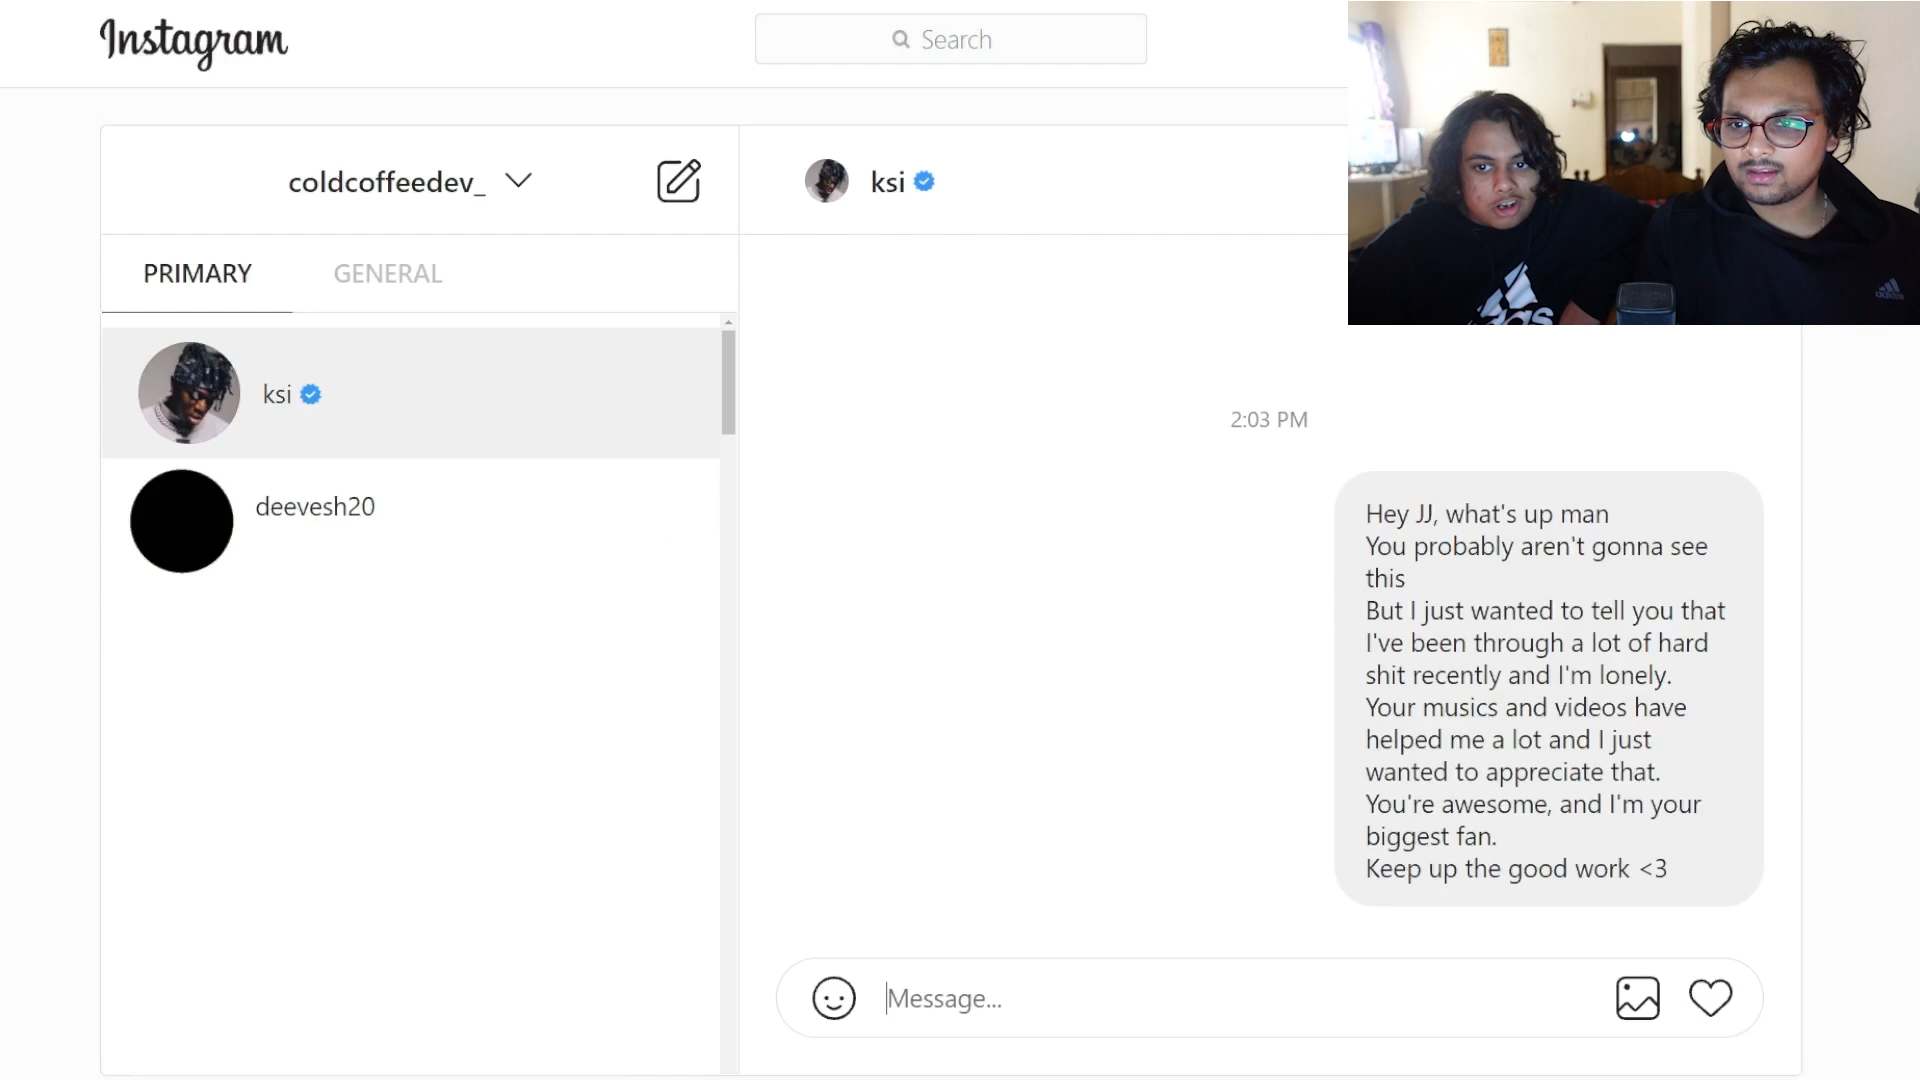 Instagram
Search
coldcoffeedev_
ksi
PRIMARY
GENERAL
ksi
deevesh20
2:03 PM
Hey JJ, what's up man
You probably aren't gonna see
this
But I just wanted to tell you that
I've been through a lot of hard
shit recently and I'm lonely.
Your musics and videos have
helped me a lot and I just
wanted to appreciate that.
You're awesome, and I'm your
biggest fan.
Keep up the good work <3
Message...
adidas
adidas